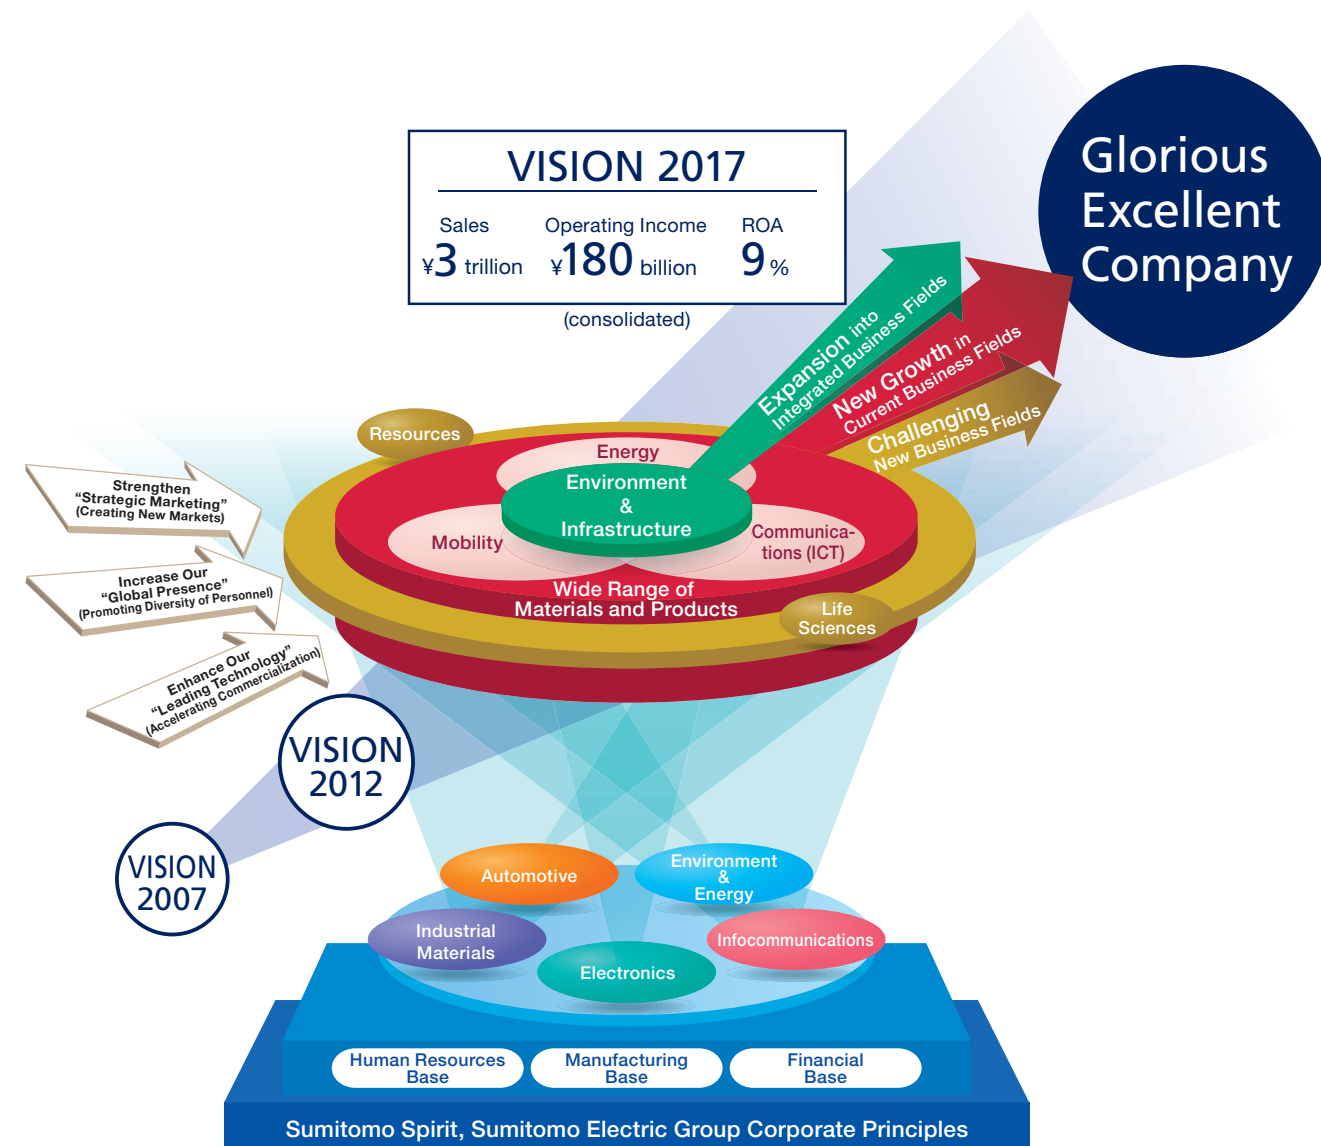 Glorious
Excellent
Company
VISION 2017
Sales
Operating Income
ROA
¥3 trillion
¥180 billion
9 %
(consolidated)
Expansion into
Integrated Business Fields
New Growth in
Current Business Fields
Challenging
New Business Fields
Resources
Energy
Environment
&
Infrastructure
Mobility
Communica-
tions (ICT)
Wide Range of
Materials and Products
Life
Sciences
Strengthen
“Strategic Marketing”
(Creating New Markets)
Increase Our
“Global Presence”
(Promoting Diversity of Personnel)
Enhance Our
“Leading Technology”
(Accelerating Commercialization)
VISION
2012
VISION
2007
Automotive
Environment
&
Energy
Industrial
Materials
Infocommunications
Electronics
Human Resources
Base
Manufacturing
Base
Financial
Base
Sumitomo Spirit, Sumitomo Electric Group Corporate Principles